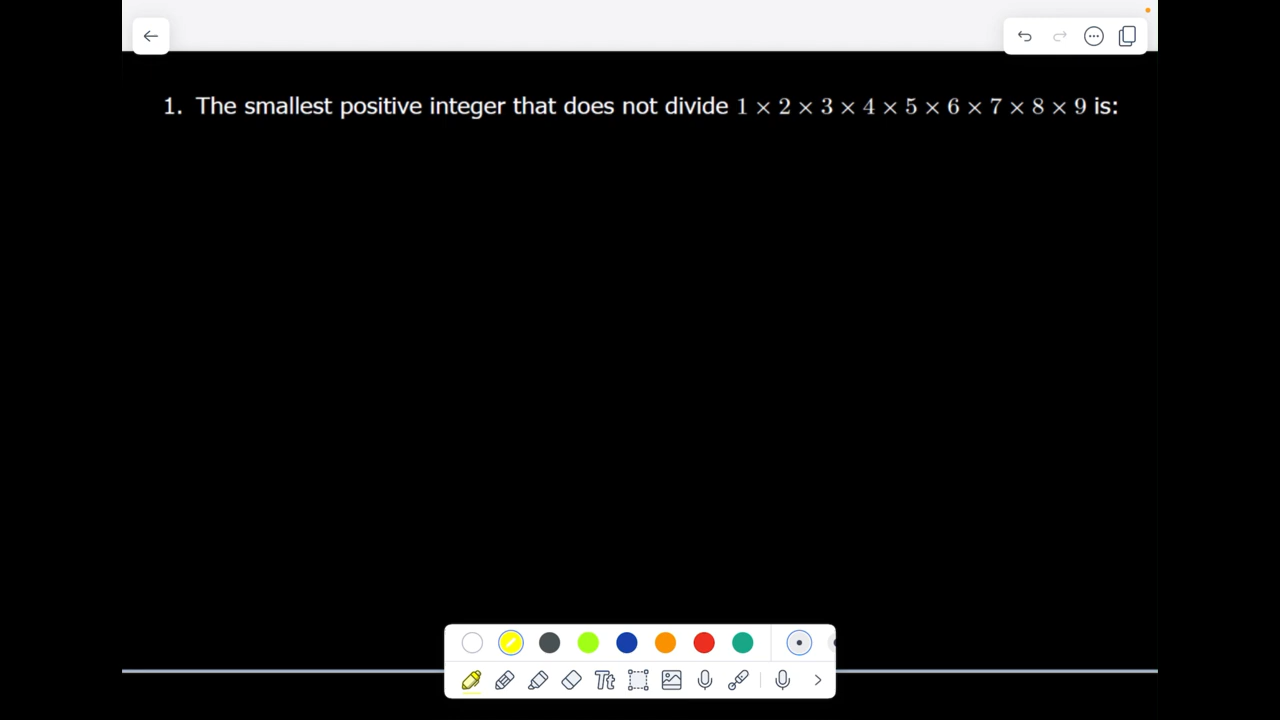 1. The smallest positive integer that does not divide 1 × 2 × 3 × 4 × 5 × 6 × 7 × 8 × 9 is:
Tt